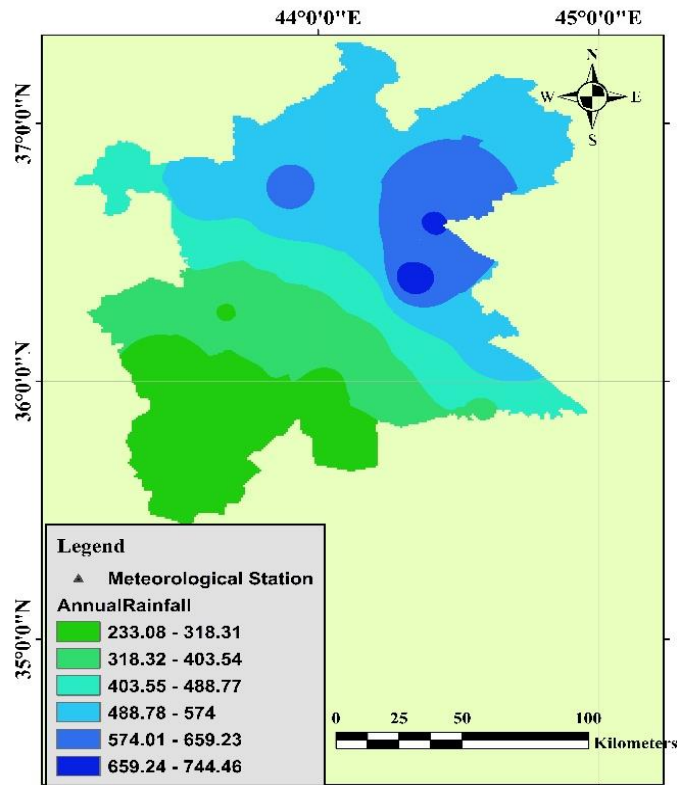 44°0'0"E 45°0'0"E
N
W E
S
37°0'0"N
36°0'0"N
35°0'0"N
Legend
Meteorological Station
AnnualRainfall
233.08 - 318.31
318.32 - 403.54
403.55 - 488.77
488.78 - 574
574.01 - 659.23
659.24 - 744.46
0 25 50 100
Kilometers